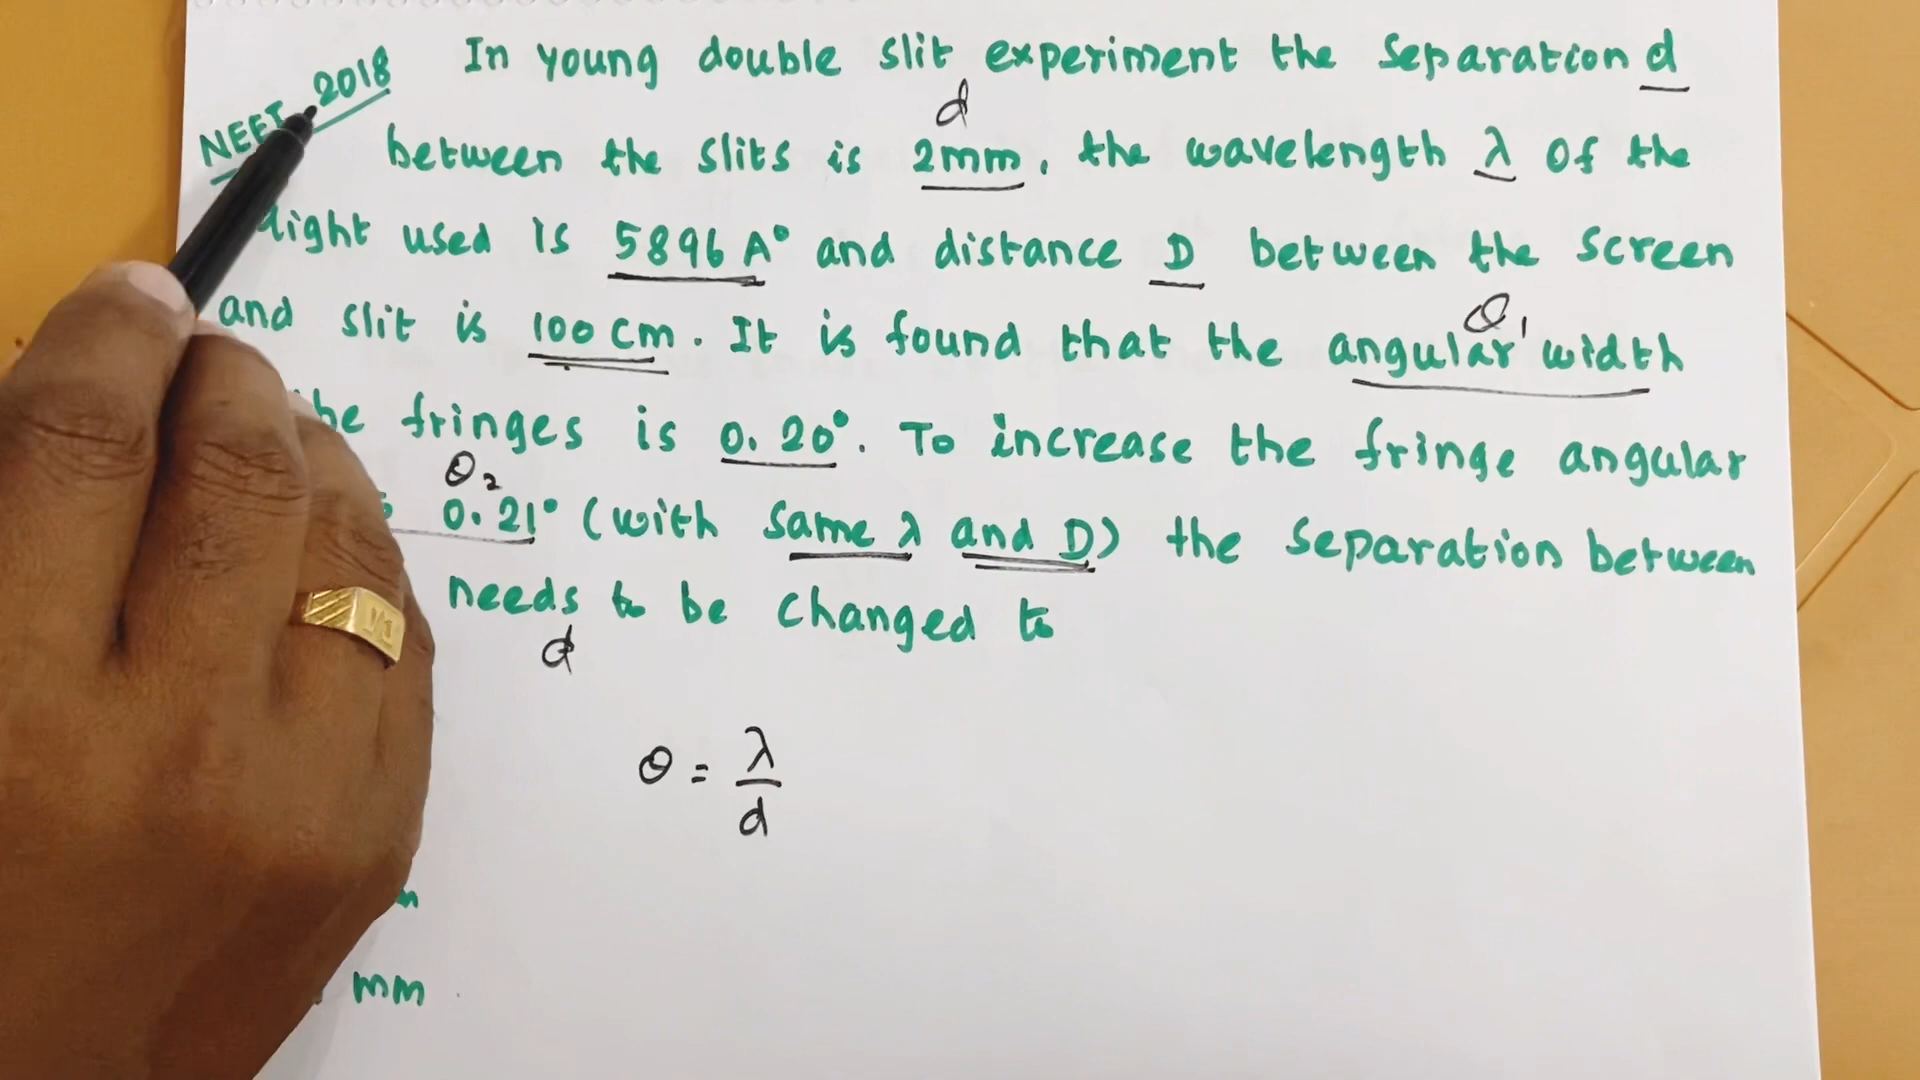 NEET 2018
In young double slit experiment the separation d
d
between the slits is 2mm. the wavelength λ of the
light used is 5896 A° and distance D between the screen
and slit is 100 cm. It is found that the angular width
θ₁
fringes is 0.20°. To increase the fringe angular
θ₂
0.21° (with same λ and D) the separation between
needs to be changed to
d
θ = λ/d
mm